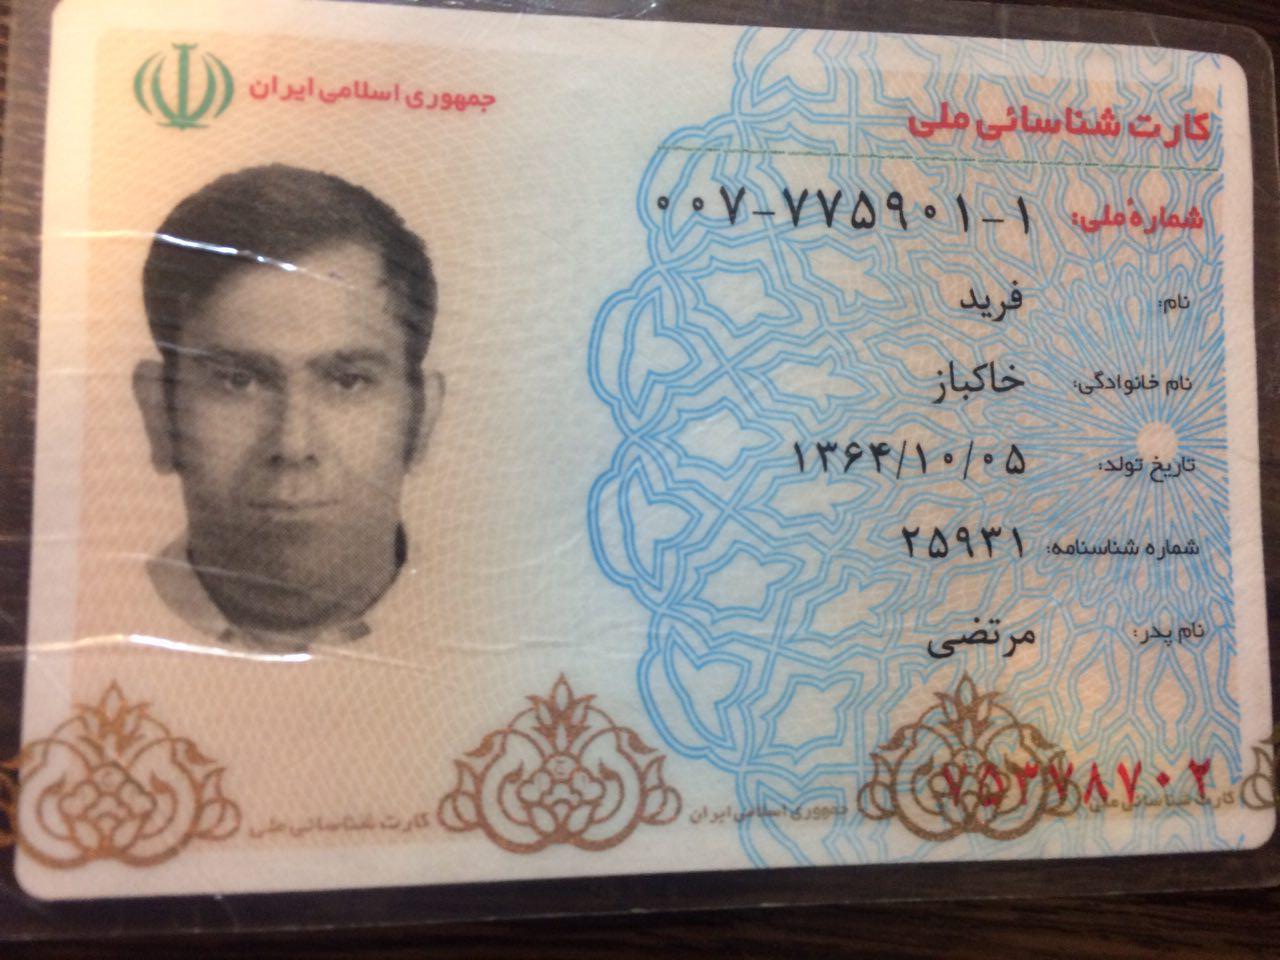 جمهوری اسلامی ایران
کارت شناسائی ملی
شمارهٔ ملی: ۰۰۷-۷۷۵۹۰۱-۱
نام: فرید
نام خانوادگی: خاکباز
تاریخ تولد: ۱۳۶۴/۱۰/۰۵
شماره شناسنامه: ۲۵۹۳۱
نام پدر: مرتضی
۷۵۳۷۸۷۰۲
کارت شناسائی ملی
جمهوری اسلامی ایران
کارت شناسائی ملی